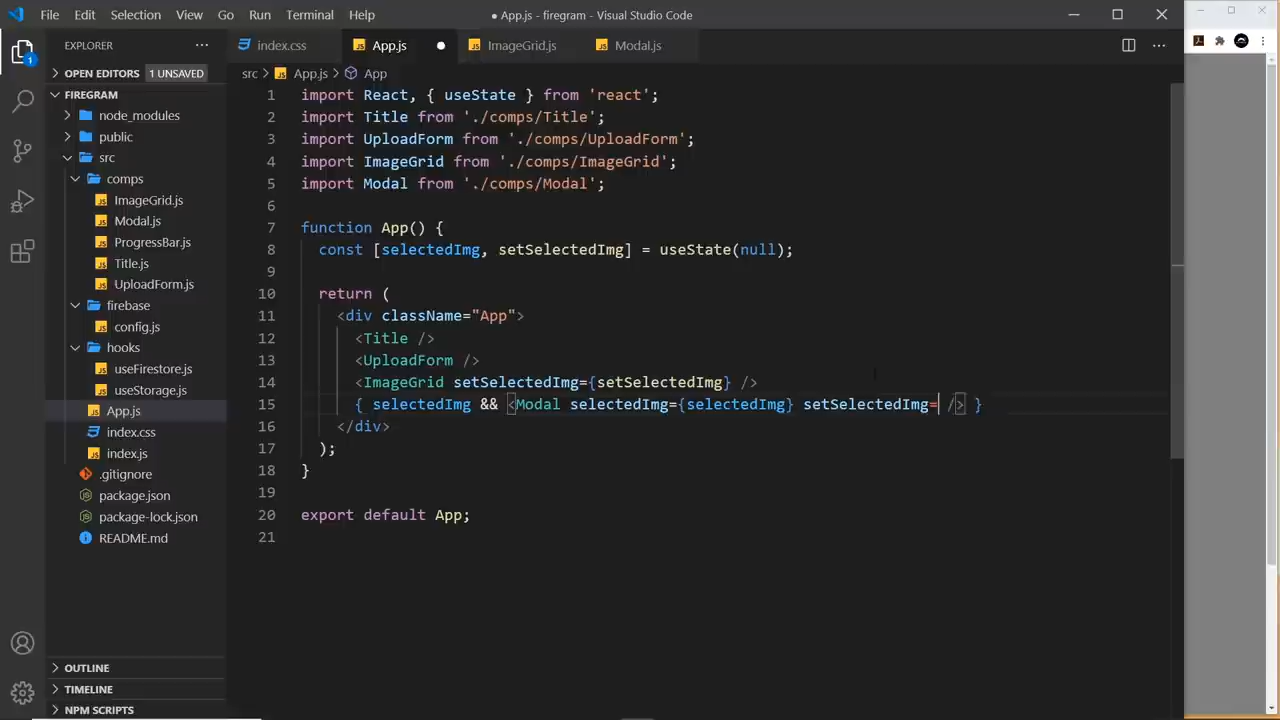 File Edit Selection View Go Run Terminal Help
● App.js - firegram - Visual Studio Code
EXPLORER
index.css
App.js
ImageGrid.js
Modal.js
OPEN EDITORS 1 UNSAVED
src > App.js > App
FIREGRAM
node_modules
public
src
comps
ImageGrid.js
Modal.js
ProgressBar.js
Title.js
UploadForm.js
firebase
config.js
hooks
useFirestore.js
useStorage.js
App.js
index.css
index.js
.gitignore
package.json
package-lock.json
README.md
OUTLINE
TIMELINE
NPM SCRIPTS
1 import React, { useState } from 'react';
2 import Title from './comps/Title';
3 import UploadForm from './comps/UploadForm';
4 import ImageGrid from './comps/ImageGrid';
5 import Modal from './comps/Modal';
6
7 function App() {
8 const [selectedImg, setSelectedImg] = useState(null);
9
10 return (
11 <div className="App">
12 <Title />
13 <UploadForm />
14 <ImageGrid setSelectedImg={setSelectedImg} />
15 { selectedImg && <Modal selectedImg={selectedImg} setSelectedImg= /> }
16 </div>
17 );
18 }
19
20 export default App;
21